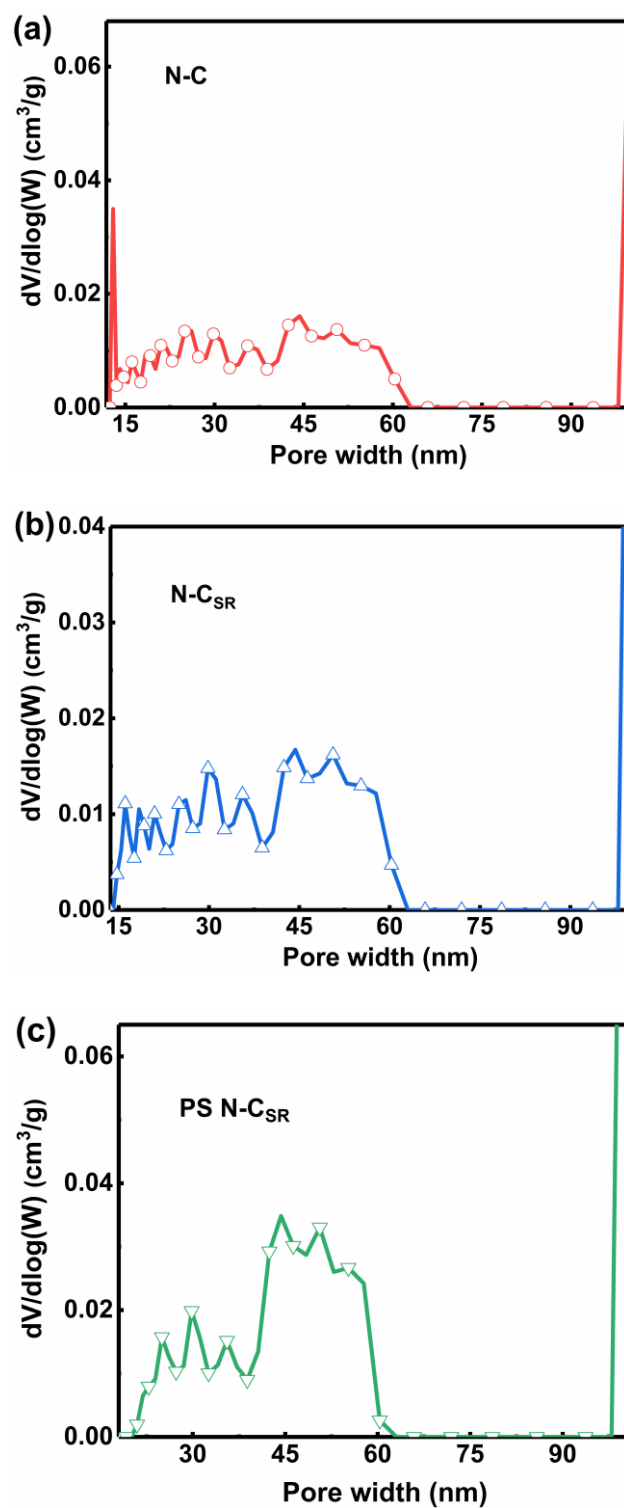 (a)
N-C
dV/dlog(W) (cm³/g)
0.06
0.04
0.02
0.00
15 30 45 60 75 90
Pore width (nm)
(b)
N-C_SR
dV/dlog(W) (cm³/g)
0.04
0.03
0.02
0.01
0.00
15 30 45 60 75 90
Pore width (nm)
(c)
PS N-C_SR
dV/dlog(W) (cm³/g)
0.06
0.04
0.02
0.00
30 45 60 75 90
Pore width (nm)